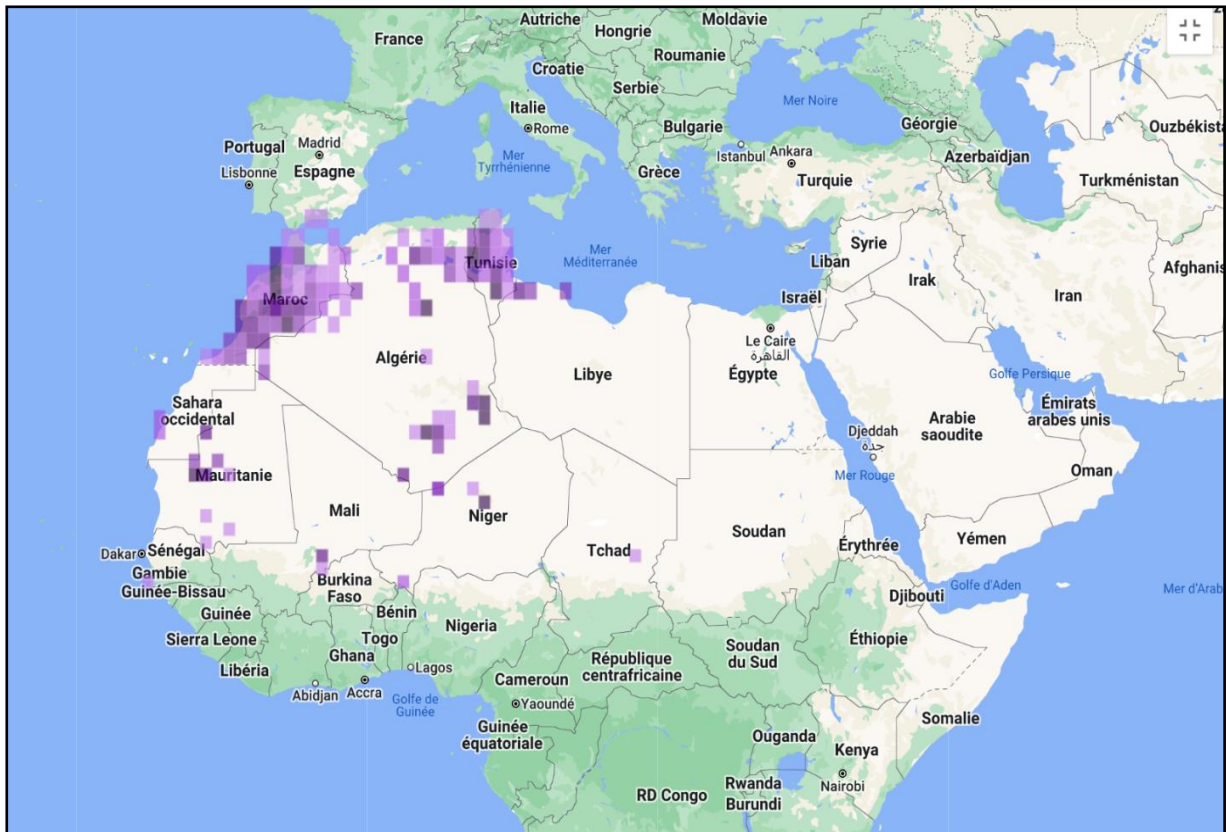 Autriche
Moldavie
Hongrie
France
Roumanie
Croatie
Serbie
Mer Noire
Italie
Rome
Bulgarie
Géorgie
Ouzbékist
Portugal
Madrid
Mer
Tyrrhénienne
Istanbul
Ankara
Azerbaïdjan
Lisbonne
Espagne
Grèce
Turquie
Turkménistan
Syrie
Mer
Méditerranée
Liban
Tunisie
Afghanis
Irak
Iran
Israël
Maroc
Le Caire
القاهرة
Algérie
Libye
Égypte
Golfe Persique
Sahara
occidental
Émirats
arabes unis
Arabie
saoudite
Djeddah
جدة
Mauritanie
Mer Rouge
Oman
Mali
Niger
Soudan
Yémen
Érythrée
Dakar
Sénégal
Tchad
Gambie
Guinée-Bissau
Burkina
Faso
Golfe d'Aden
Mer d'Arab
Djibouti
Guinée
Bénin
Nigeria
Sierra Leone
Togo
Éthiopie
Ghana
Soudan
du Sud
Libéria
Lagos
République
centrafricaine
Cameroun
Abidjan
Accra
Golfe de
Guinée
Yaoundé
Somalie
Guinée
équatoriale
Ouganda
Kenya
Rwanda
Nairobi
RD Congo
Burundi